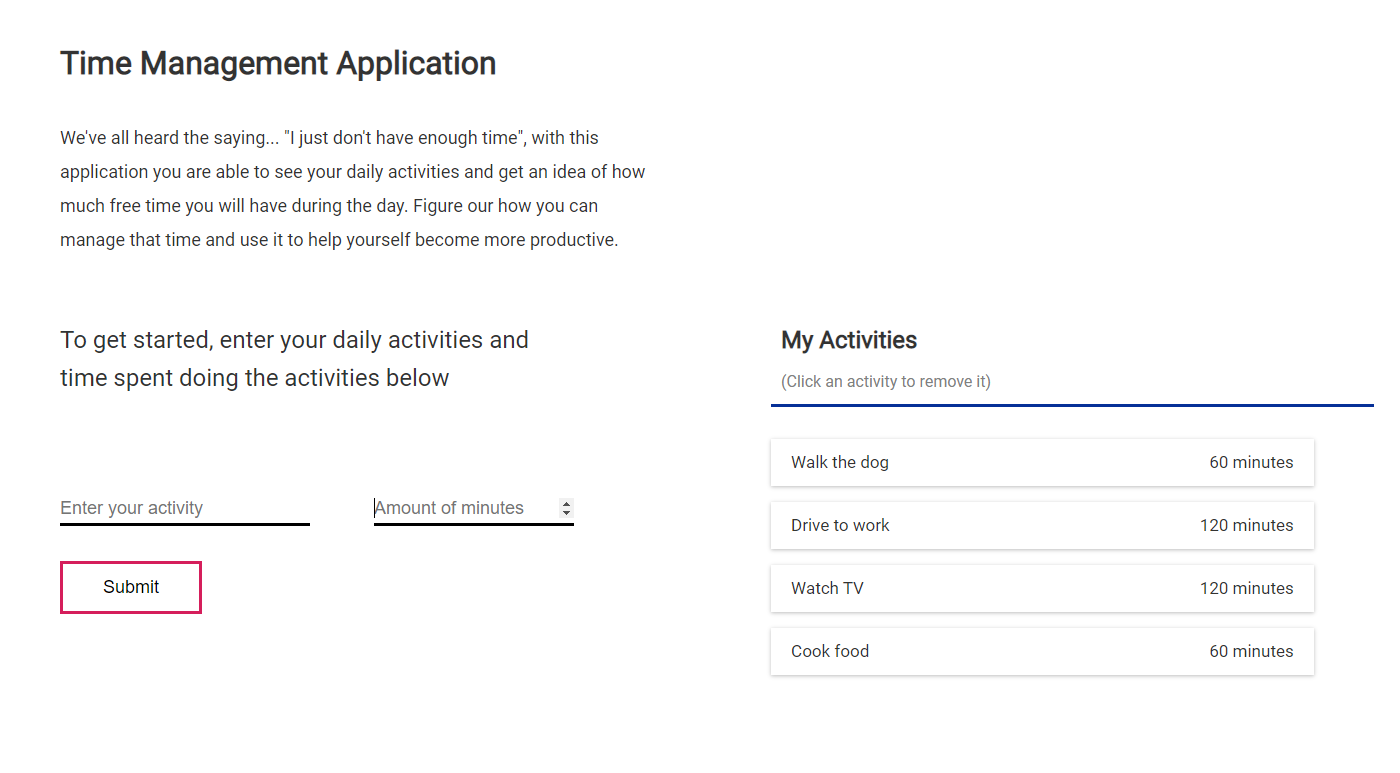 Time Management Application
We've all heard the saying... "I just don't have enough time", with this
application you are able to see your daily activities and get an idea of how
much free time you will have during the day. Figure our how you can
manage that time and use it to help yourself become more productive.
To get started, enter your daily activities and
time spent doing the activities below
Enter your activity
Amount of minutes
Submit
My Activities
(Click an activity to remove it)
Walk the dog 60 minutes
Drive to work 120 minutes
Watch TV 120 minutes
Cook food 60 minutes